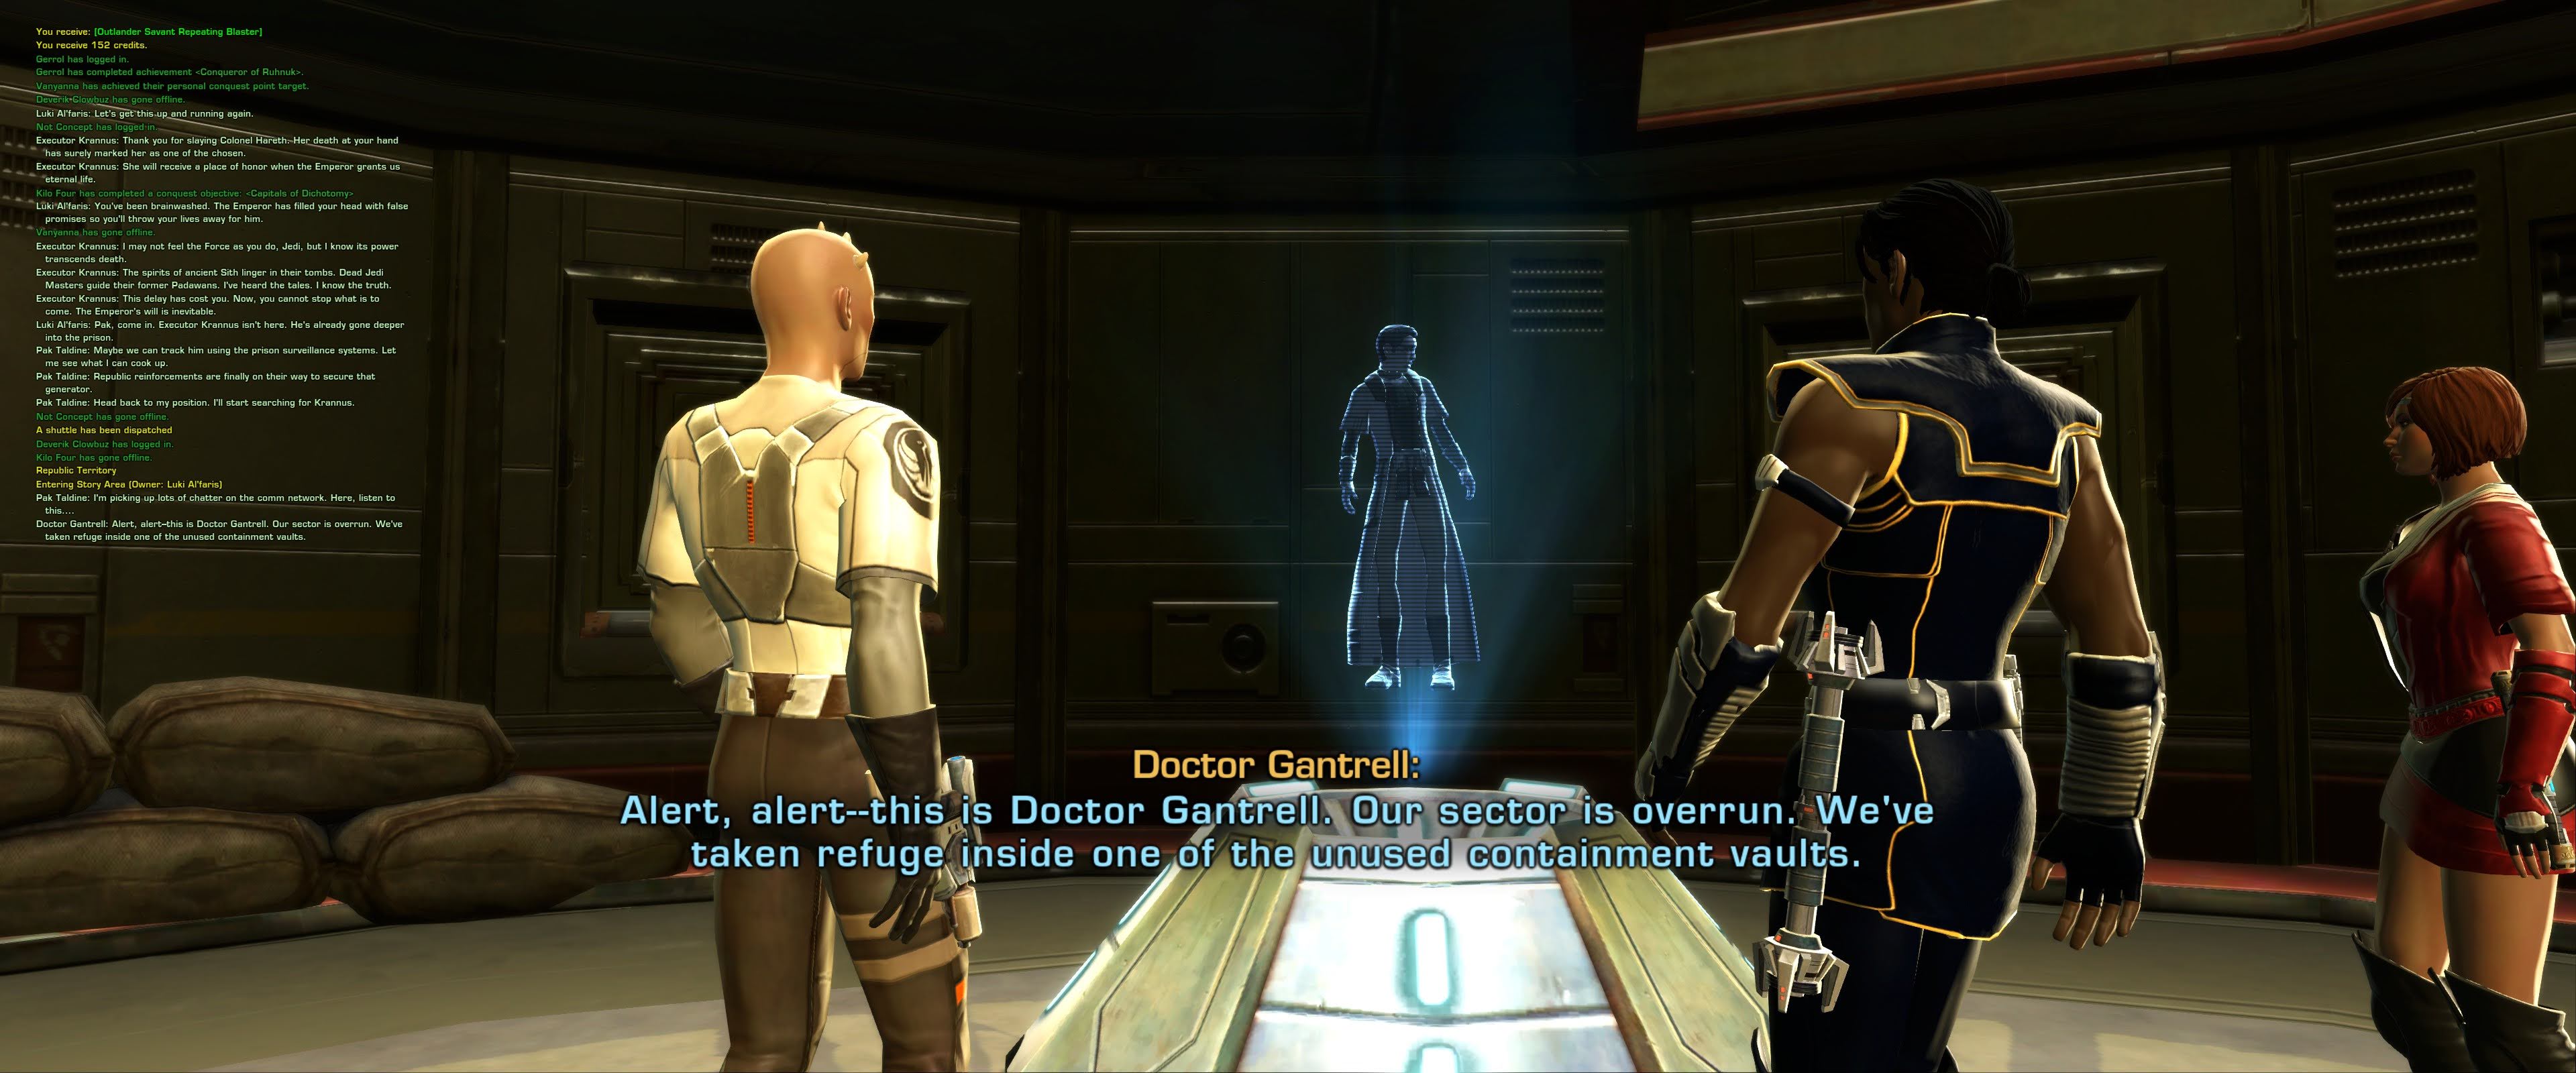 You receive: [Outlander Savant Repeating Blaster]
You receive 152 credits.
Gerrol has logged in.
Gerrol has completed achievement <Conqueror of Ruhnuk>.
Vanyanna has achieved their personal conquest point target.
Deverik Clowbuz has gone offline.
Luki Al'faris: Let's get this up and running again.
Not Concept has logged in.
Executor Krannus: Thank you for slaying Colonel Hareth. Her death at your hand
has surely marked her as one of the chosen.
Executor Krannus: She will receive a place of honor when the Emperor grants us
eternal life.
Kilo Four has completed a conquest objective: <Capitals of Dichotomy>
Luki Al'faris: You've been brainwashed. The Emperor has filled your head with false
promises so you'll throw your lives away for him.
Vanyanna has gone offline.
Executor Krannus: I may not feel the Force as you do, Jedi, but I know its power
transcends death.
Executor Krannus: The spirits of ancient Sith linger in their tombs. Dead Jedi
Masters guide their former Padawans. I've heard the tales. I know the truth.
Executor Krannus: This delay has cost you. Now, you cannot stop what is to
come. The Emperor's will is inevitable.
Luki Al'faris: Pak, come in. Executor Krannus isn't here. He's already gone deeper
into the prison.
Pak Taldine: Maybe we can track him using the prison surveillance systems. Let
me see what I can cook up.
Pak Taldine: Republic reinforcements are finally on their way to secure that
generator.
Pak Taldine: Head back to my position. I'll start searching for Krannus.
Not Concept has gone offline.
A shuttle has been dispatched
Deverik Clowbuz has logged in.
Kilo Four has gone offline.
Republic Territory
Entering Story Area (Owner: Luki Al'faris)
Pak Taldine: I'm picking up lots of chatter on the comm network. Here, listen to
this....
Doctor Gantrell: Alert, alert--this is Doctor Gantrell. Our sector is overrun. We've
taken refuge inside one of the unused containment vaults.
Doctor Gantrell:
Alert, alert--this is Doctor Gantrell. Our sector is overrun. We've
taken refuge inside one of the unused containment vaults.